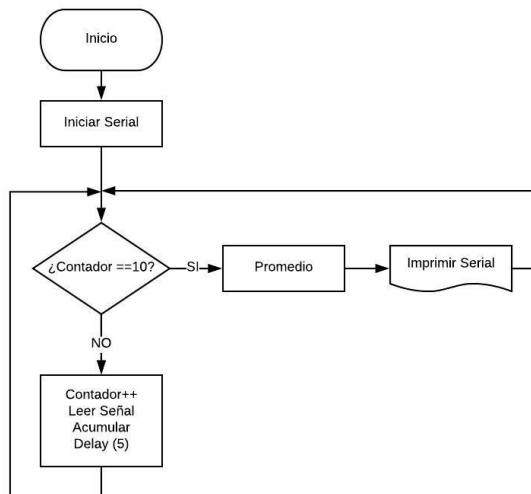 Inicio
Iniciar Serial
¿Contador ==10?
SI
Promedio
Imprimir Serial
NO
Contador++
Leer Señal
Acumular
Delay (5)